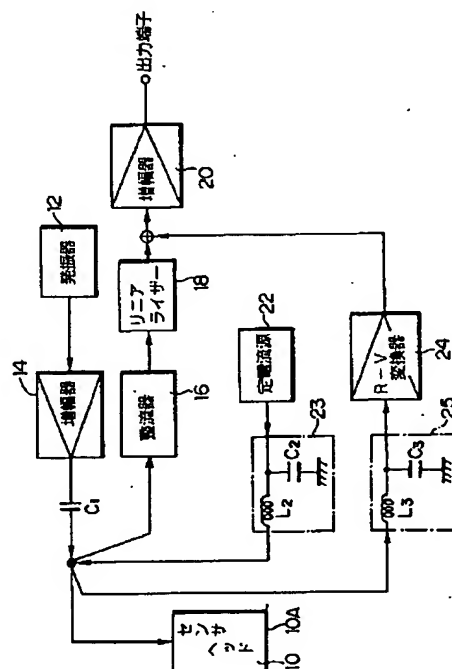 発振器
12
増幅器
14
C1
整流器
16
リニア
ライザー
18
増幅器
20
出力端子
定電流源
22
23
L2
C2
R-V
変換器
24
25
L3
C3
センサ
ヘッド
10
10A